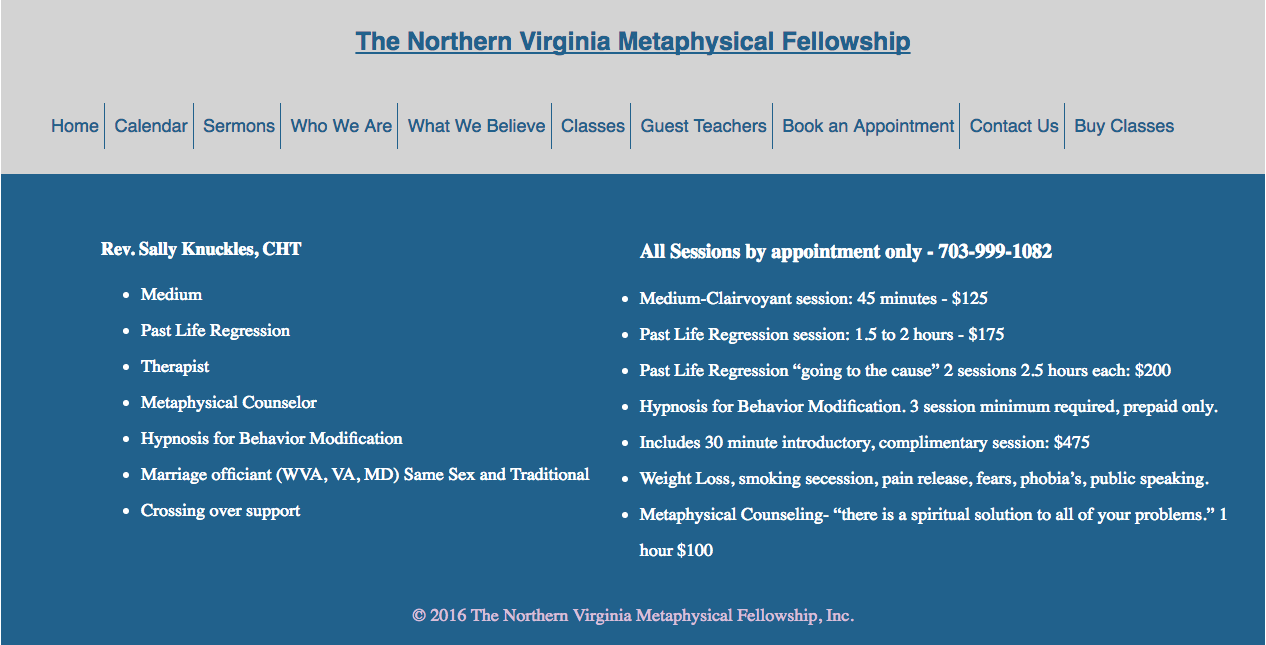 The Northern Virginia Metaphysical Fellowship
Home
Calendar
Sermons
Who We Are
What We Believe
Classes
Guest Teachers
Book an Appointment
Contact Us
Buy Classes
Rev. Sally Knuckles, CHT
• Medium
• Past Life Regression
• Therapist
• Metaphysical Counselor
• Hypnosis for Behavior Modification
• Marriage officiant (WVA, VA, MD) Same Sex and Traditional
• Crossing over support
All Sessions by appointment only - 703-999-1082
• Medium-Clairvoyant session: 45 minutes - $125
• Past Life Regression session: 1.5 to 2 hours - $175
• Past Life Regression “going to the cause” 2 sessions 2.5 hours each: $200
• Hypnosis for Behavior Modification. 3 session minimum required, prepaid only.
• Includes 30 minute introductory, complimentary session: $475
• Weight Loss, smoking secession, pain release, fears, phobia’s, public speaking.
• Metaphysical Counseling- “there is a spiritual solution to all of your problems.” 1
hour $100
© 2016 The Northern Virginia Metaphysical Fellowship, Inc.